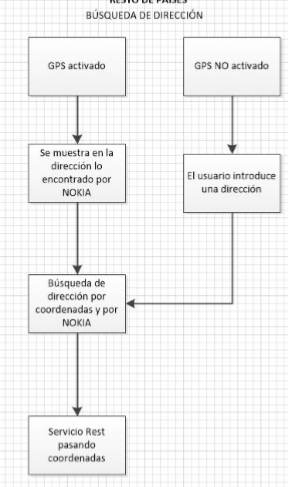 RESTO DE PAÍSES
BÚSQUEDA DE DIRECCIÓN
GPS activado
GPS NO activado
Se muestra en la
dirección lo
encontrado por
NOKIA
El usuario introduce
una dirección
Búsqueda de
dirección por
coordenadas y por
NOKIA
Servicio Rest
pasando
coordenadas